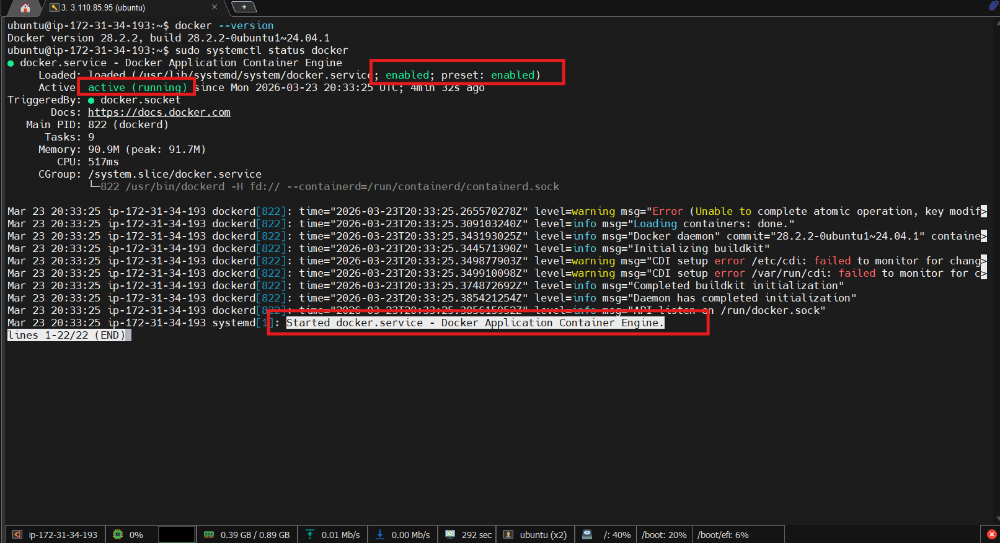 3. 3.110.85.95 (ubuntu)
ubuntu@ip-172-31-34-193:~$ docker --version
Docker version 28.2.2, build 28.2.2-0ubuntu1~24.04.1
ubuntu@ip-172-31-34-193:~$ sudo systemctl status docker
● docker.service - Docker Application Container Engine
Loaded: loaded (/usr/lib/systemd/system/docker.service; enabled; preset: enabled)
Active: active (running) since Mon 2026-03-23 20:33:25 UTC; 4min 32s ago
TriggeredBy: ● docker.socket
Docs: https://docs.docker.com
Main PID: 822 (dockerd)
Tasks: 9
Memory: 90.9M (peak: 91.7M)
CPU: 517ms
CGroup: /system.slice/docker.service
└─822 /usr/bin/dockerd -H fd:// --containerd=/run/containerd/containerd.sock
Mar 23 20:33:25 ip-172-31-34-193 dockerd[822]: time="2026-03-23T20:33:25.265570278Z" level=warning msg="Error (Unable to complete atomic operation, key modif>
Mar 23 20:33:25 ip-172-31-34-193 dockerd[822]: time="2026-03-23T20:33:25.309103240Z" level=info msg="Loading containers: done."
Mar 23 20:33:25 ip-172-31-34-193 dockerd[822]: time="2026-03-23T20:33:25.343193025Z" level=info msg="Docker daemon" commit="28.2.2-0ubuntu1~24.04.1" containe>
Mar 23 20:33:25 ip-172-31-34-193 dockerd[822]: time="2026-03-23T20:33:25.344571390Z" level=info msg="Initializing buildkit"
Mar 23 20:33:25 ip-172-31-34-193 dockerd[822]: time="2026-03-23T20:33:25.349877903Z" level=warning msg="CDI setup error /etc/cdi: failed to monitor for chang>
Mar 23 20:33:25 ip-172-31-34-193 dockerd[822]: time="2026-03-23T20:33:25.349910098Z" level=warning msg="CDI setup error /var/run/cdi: failed to monitor for c>
Mar 23 20:33:25 ip-172-31-34-193 dockerd[822]: time="2026-03-23T20:33:25.374872692Z" level=info msg="Completed buildkit initialization"
Mar 23 20:33:25 ip-172-31-34-193 dockerd[822]: time="2026-03-23T20:33:25.385421254Z" level=info msg="Daemon has completed initialization"
Mar 23 20:33:25 ip-172-31-34-193 dockerd[822]: time="2026-03-23T20:33:25.385615952Z" level=info msg="API listen on /run/docker.sock"
Mar 23 20:33:25 ip-172-31-34-193 systemd[1]: Started docker.service - Docker Application Container Engine.
lines 1-22/22 (END)
ip-172-31-34-193 0% 0.39 GB / 0.89 GB 0.01 Mb/s 0.00 Mb/s 292 sec ubuntu (x2) /: 40% /boot: 20% /boot/efi: 6%